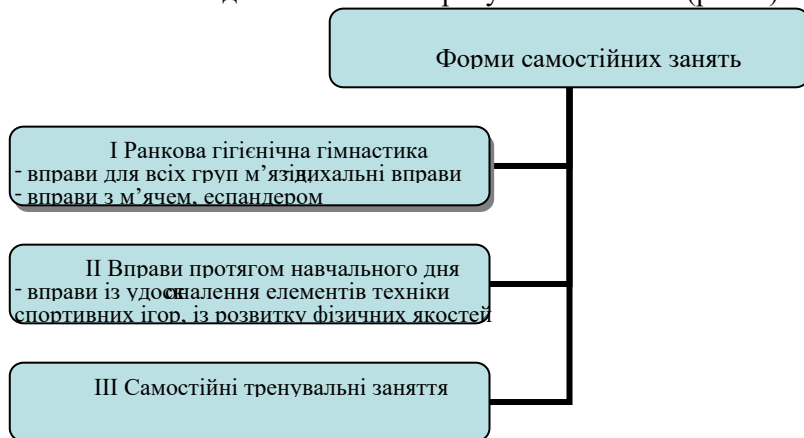 Форми самостійних занять
І Ранкова гігієнічна гімнастика
- вправи для всіх груп м’язів, дихальні вправи
- вправи з м’ячем, еспандером
ІІ Вправи протягом навчального дня
- вправи із удосконалення елементів техніки
спортивних ігор, із розвитку фізичних якостей
ІІІ Самостійні тренувальні заняття